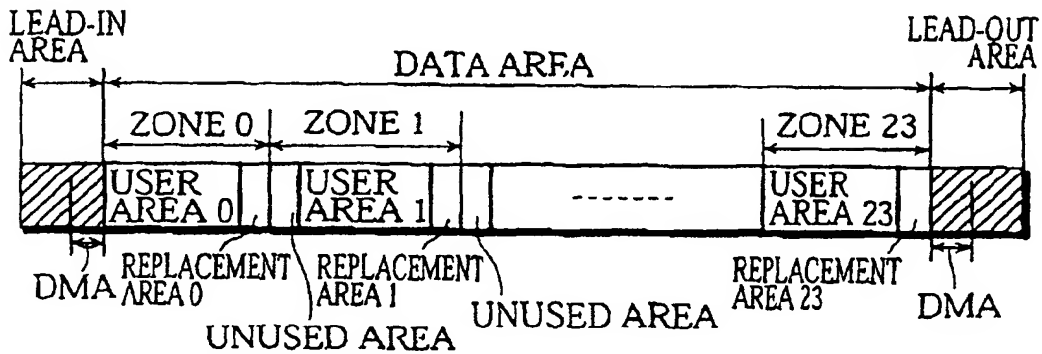 LEAD-IN
AREA
LEAD-OUT
AREA
DATA AREA
ZONE 0
ZONE 1
ZONE 23
USER
AREA 0
USER
AREA 1
USER
AREA 23
DMA
REPLACEMENT
AREA 0
REPLACEMENT
AREA 1
REPLACEMENT
AREA 23
DMA
UNUSED AREA
UNUSED AREA